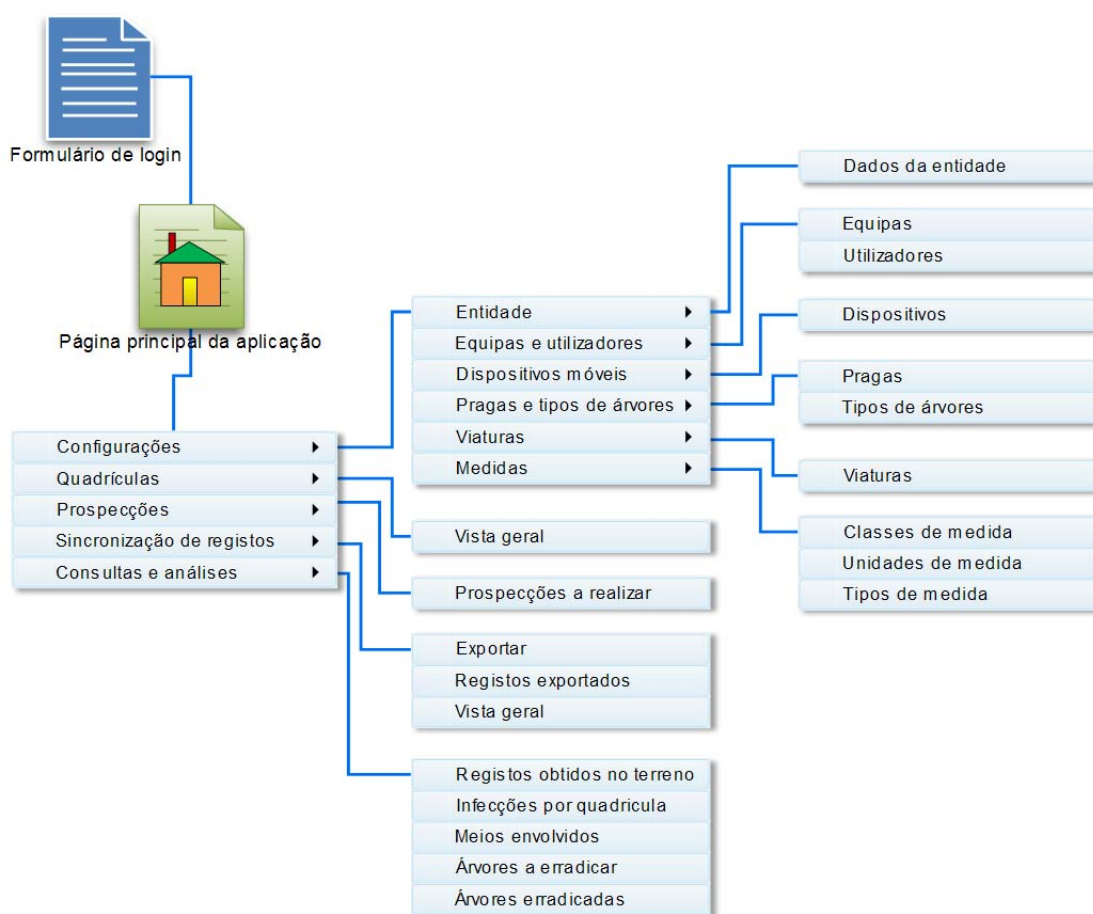 Formulário de login
Página principal da aplicação
Configurações
Quadrículas
Prospecções
Sincronização de registos
Consultas e análises
Entidade
Equipas e utilizadores
Dispositivos móveis
Pragas e tipos de árvores
Viaturas
Medidas
Vista geral
Prospecções a realizar
Exportar
Registos exportados
Vista geral
Registos obtidos no terreno
Infecções por quadricula
Meios envolvidos
Árvores a erradicar
Árvores erradicadas
Dados da entidade
Equipas
Utilizadores
Dispositivos
Pragas
Tipos de árvores
Viaturas
Classes de medida
Unidades de medida
Tipos de medida